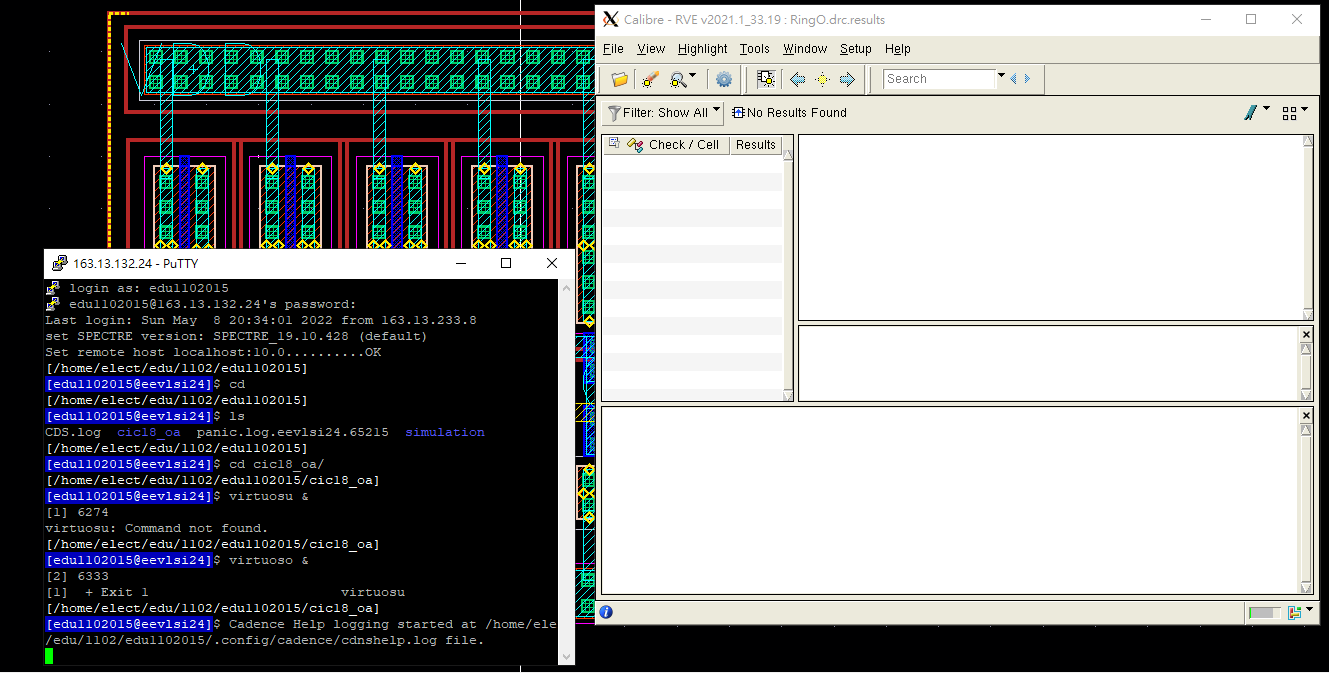 Calibre - RVE v2021.1_33.19 : RingO.drc.results
File View Highlight Tools Window Setup Help
Search
Filter: Show All No Results Found
Check / Cell Results
163.13.132.24 - PuTTY
login as: edu1102015
edu1102015@163.13.132.24's password:
Last login: Sun May  8 20:34:01 2022 from 163.13.233.8
set SPECTRE version: SPECTRE_19.10.428 (default)
Set remote host localhost:10.0..........OK
[/home/elect/edu/1102/edu1102015]
[edu1102015@eevlsi24]$ cd
[/home/elect/edu/1102/edu1102015]
[edu1102015@eevlsi24]$ ls
CDS.log  cic18_oa  panic.log.eevlsi24.65215  simulation
[/home/elect/edu/1102/edu1102015]
[edu1102015@eevlsi24]$ cd cic18_oa/
[/home/elect/edu/1102/edu1102015/cic18_oa]
[edu1102015@eevlsi24]$ virtuosu &
[1] 6274
virtuosu: Command not found.
[/home/elect/edu/1102/edu1102015/cic18_oa]
[edu1102015@eevlsi24]$ virtuoso &
[2] 6333
[1]  + Exit 1                        virtuosu
[/home/elect/edu/1102/edu1102015/cic18_oa]
[edu1102015@eevlsi24]$ Cadence Help logging started at /home/ele
/edu/1102/edu1102015/.config/cadence/cdnshelp.log file.